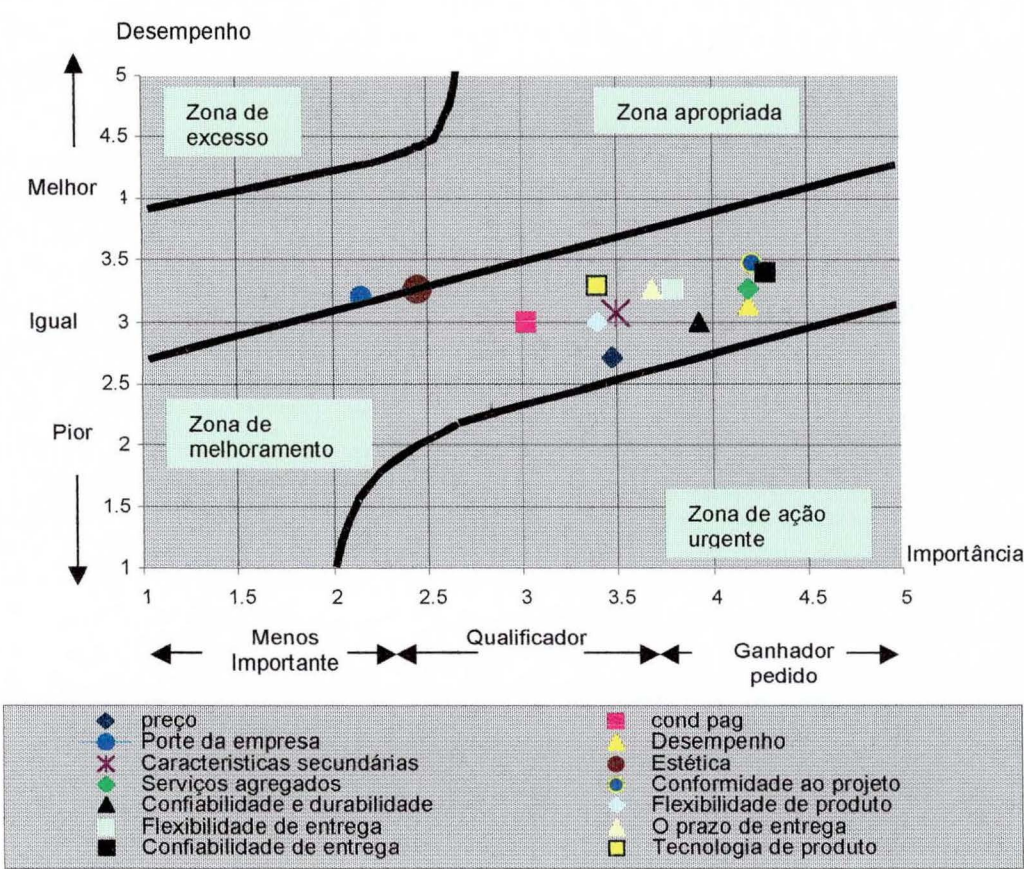 Desempenho
5
Zona de
excesso
Zona apropriada
4.5
Melhor
4
3.5
Igual
3
2.5
Pior
Zona de
melhoramento
2
1.5
Zona de ação
urgente
1
Importância
1 1.5 2 2.5 3 3.5 4 4.5 5
Menos
Importante
Qualificador
Ganhador
pedido
preço
cond pag
Porte da empresa
Desempenho
Caracteristicas secundárias
Estética
Serviços agregados
Conformidade ao projeto
Confiabilidade e durabilidade
Flexibilidade de produto
Flexibilidade de entrega
O prazo de entrega
Confiabilidade de entrega
Tecnologia de produto